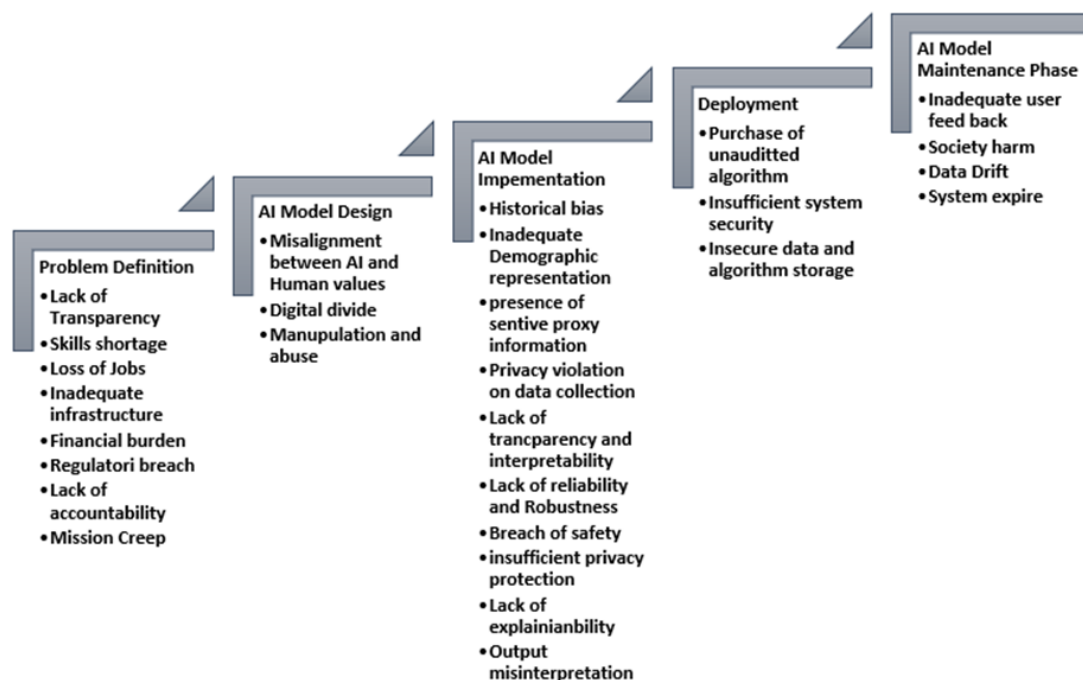 Problem Definition
•Lack of
Transparency
•Skills shortage
•Loss of Jobs
•Inadequate
infrastructure
•Financial burden
•Regulatori breach
•Lack of
accountability
•Mission Creep
AI Model Design
•Misalignment
between AI and
Human values
•Digital divide
•Manupulation and
abuse
AI Model
Impementation
•Historical bias
•Inadequate
Demographic
representation
•presence of
sentive proxy
information
•Privacy violation
on data collection
•Lack of
trancparency and
interpretability
•Lack of reliability
and Robustness
•Breach of safety
•insufficient privacy
protection
•Lack of
explainianbility
•Output
misinterpretation
Deployment
•Purchase of
unauditted
algorithm
•Insufficient system
security
•Insecure data and
algorithm storage
AI Model
Maintenance Phase
•Inadequate user
feed back
•Society harm
•Data Drift
•System expire